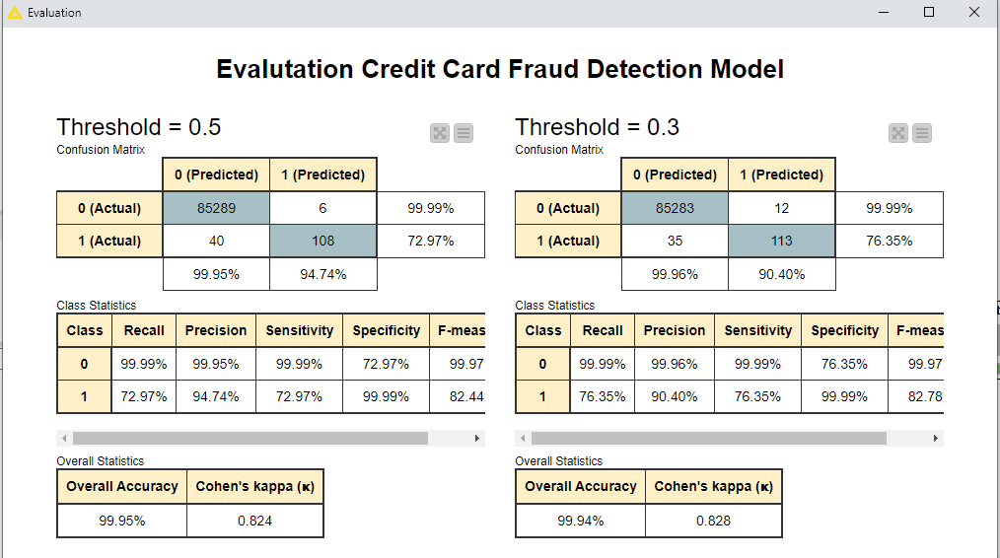 Evaluation
Evalutation Credit Card Fraud Detection Model
Threshold = 0.5
Confusion Matrix
0 (Predicted) 1 (Predicted)
0 (Actual) 85289 6 99.99%
1 (Actual) 40 108 72.97%
99.95% 94.74%
Class Statistics
Class Recall Precision Sensitivity Specificity F-meas
0 99.99% 99.95% 99.99% 72.97% 99.97
1 72.97% 94.74% 72.97% 99.99% 82.44
Overall Statistics
Overall Accuracy Cohen's kappa (κ)
99.95% 0.824
Threshold = 0.3
Confusion Matrix
0 (Predicted) 1 (Predicted)
0 (Actual) 85283 12 99.99%
1 (Actual) 35 113 76.35%
99.96% 90.40%
Class Statistics
Class Recall Precision Sensitivity Specificity F-meas
0 99.99% 99.96% 99.99% 76.35% 99.97
1 76.35% 90.40% 76.35% 99.99% 82.78
Overall Statistics
Overall Accuracy Cohen's kappa (κ)
99.94% 0.828